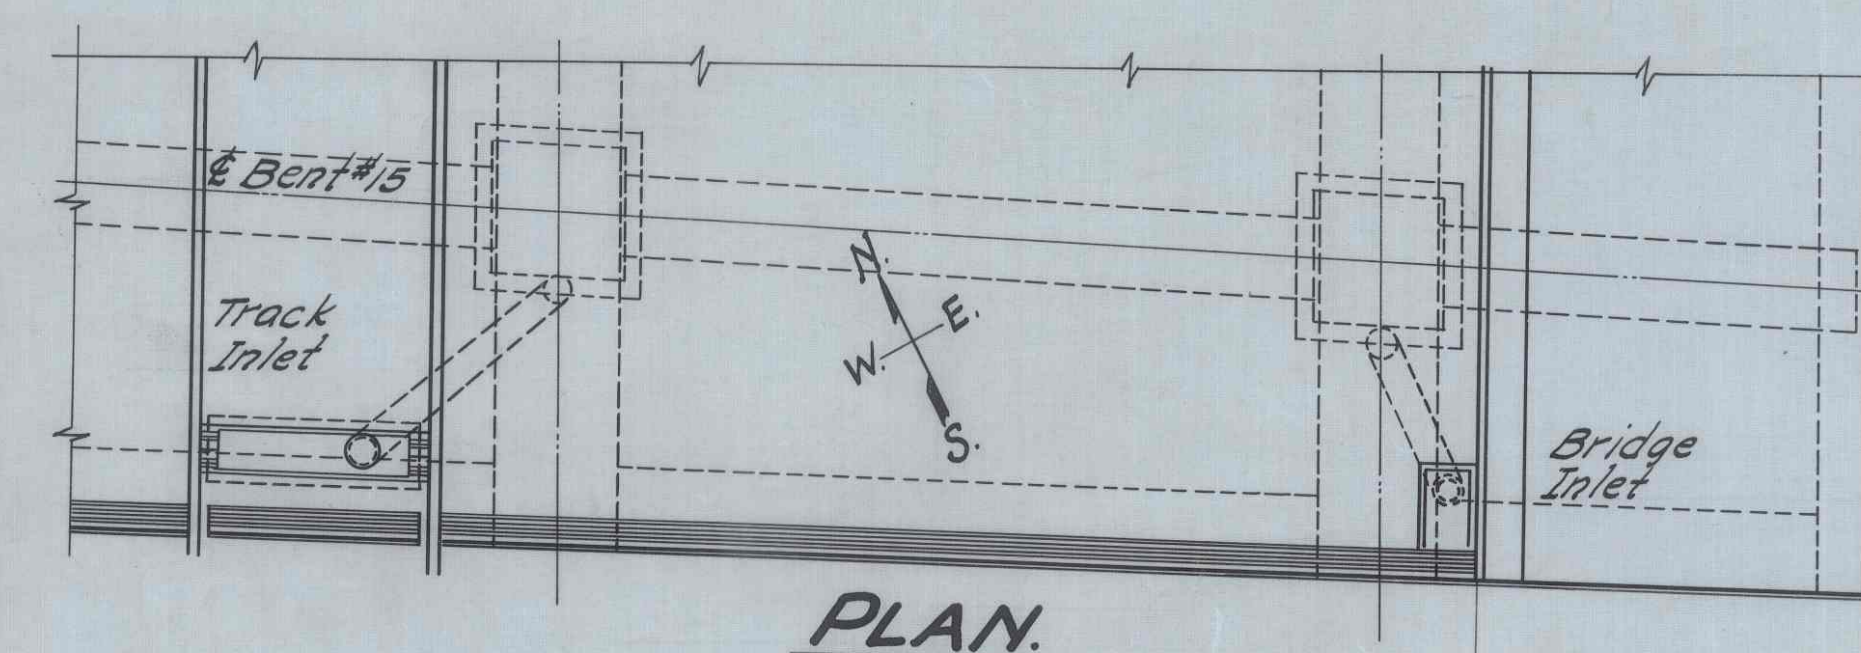 ℄ Bent #15
Track
Inlet
N.
E.
W.
S.
Bridge
Inlet
PLAN.